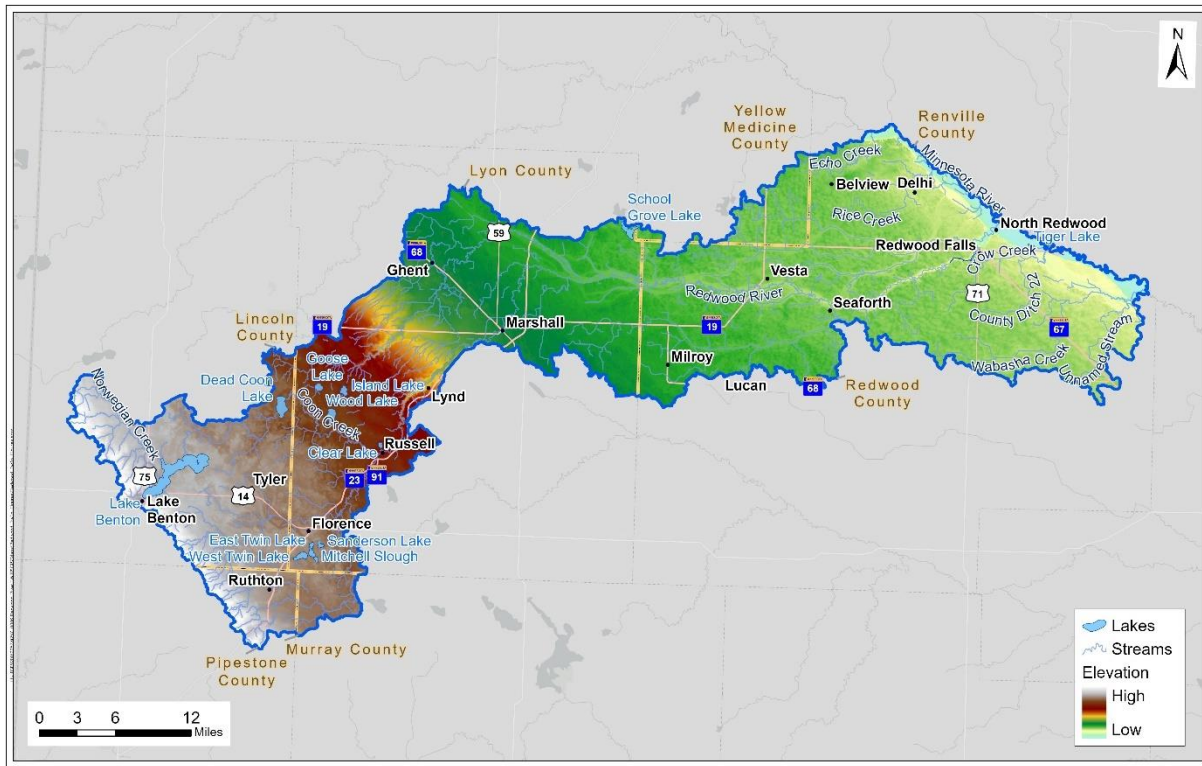 N
Yellow
Medicine
County
Renville
County
Echo Creek
Minnesota River
Lyon County
Belview
Delhi
School
Grove Lake
Rice Creek
North Redwood
59
Redwood Falls
Tiger Lake
68
Crow Creek
Ghent
Vesta
Redwood River
71
County Ditch 22
Seaforth
Lincoln
County
19
Marshall
19
67
Unnamed Stream
Goose
Lake
Milroy
Wabasha Creek
Dead Coon
Lake
Island Lake
Wood Lake
Lynd
Lucan
68
Redwood
County
Norwegian Creek
Coon Creek
Russell
Clear Lake
75
Tyler
23
91
14
Lake
Benton
Lake
Benton
Florence
East Twin Lake
Sanderson Lake
West Twin Lake
Mitchell Slough
Ruthton
Murray County
Pipestone
County
Lakes
Streams
Elevation
High
Low
0 3 6 12
Miles